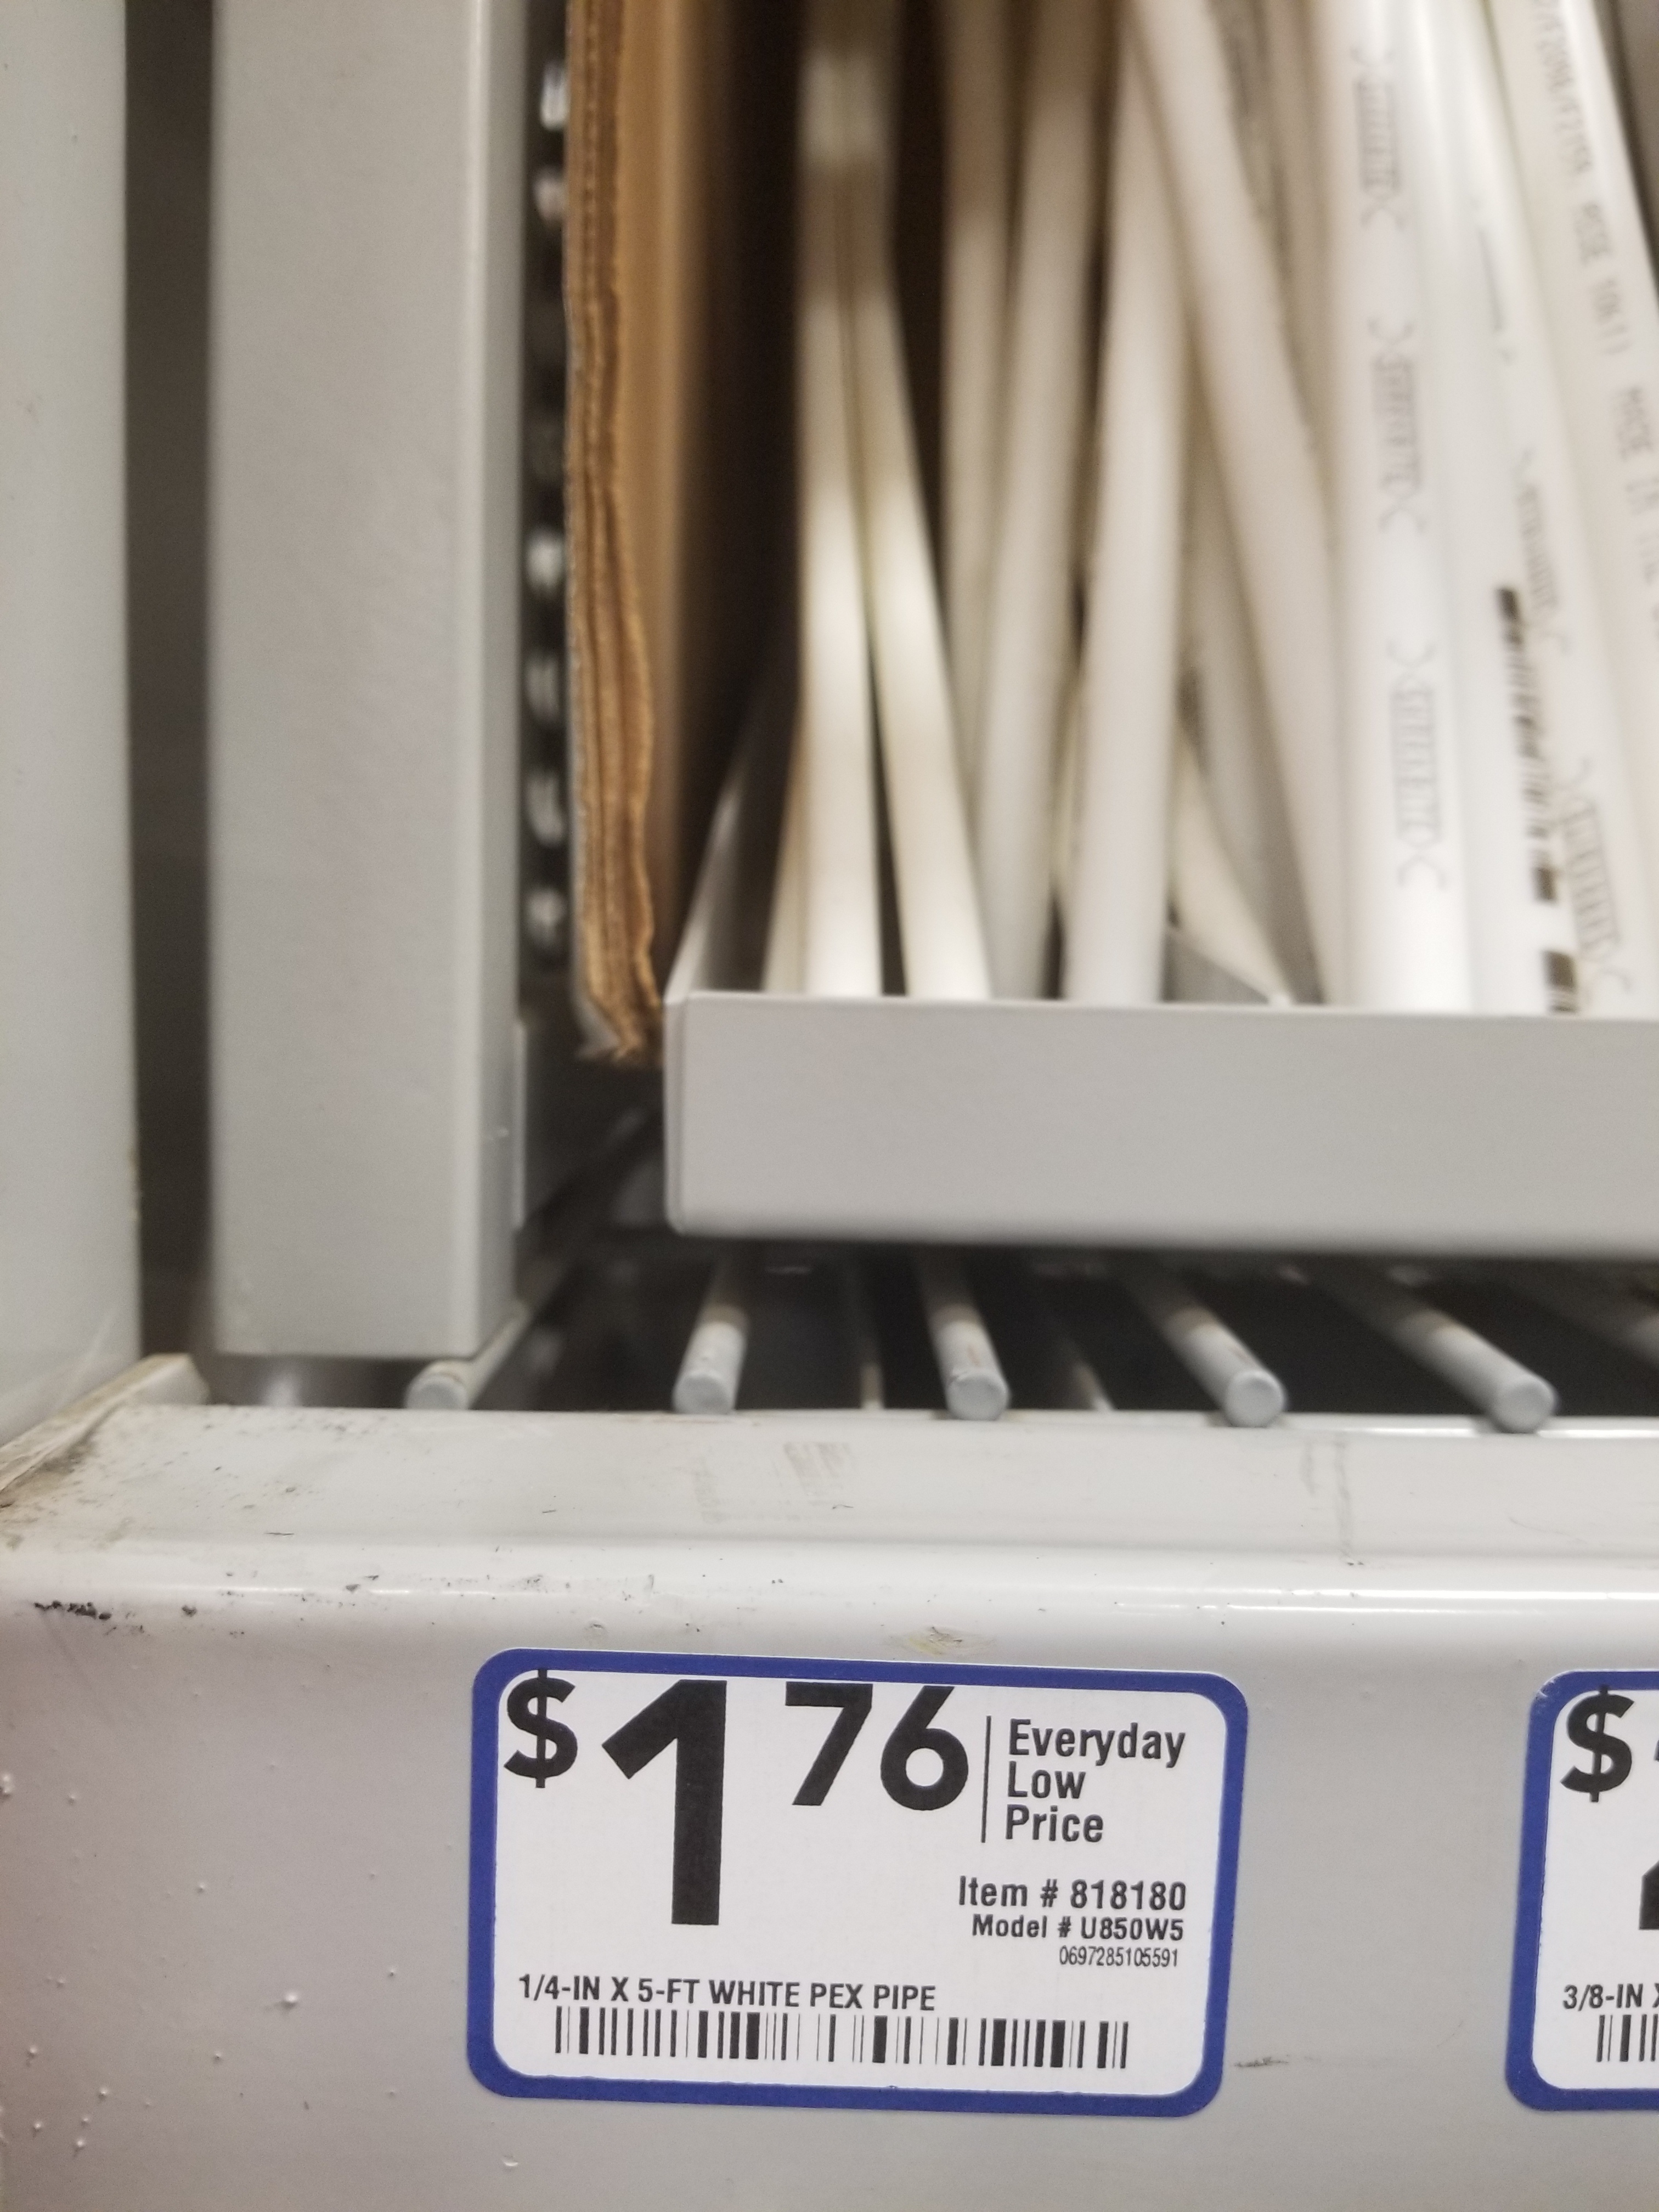 $176
Everyday
Low
Price
Item # 818180
Model # U850W5
0697285105591
1/4-IN X 5-FT WHITE PEX PIPE
$
3/8-IN X